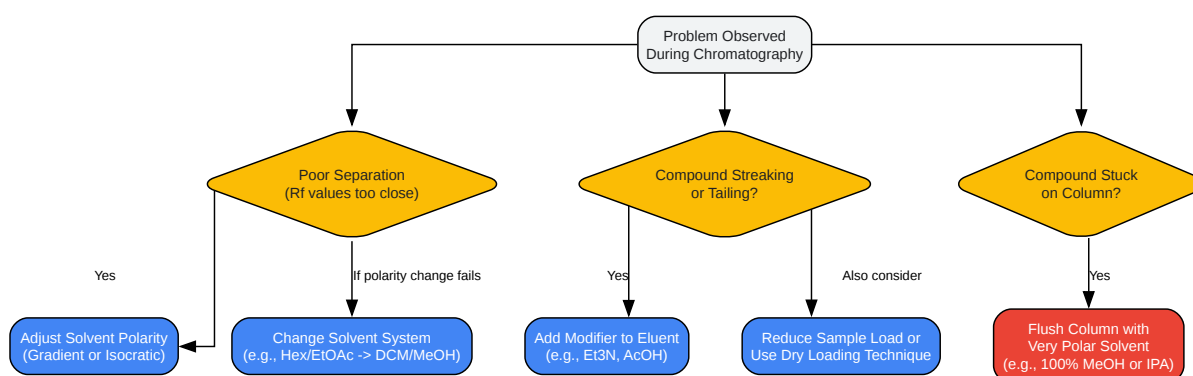 Problem Observed
During Chromatography
Poor Separation
(Rf values too close)
Compound Streaking
or Tailing?
Compound Stuck
on Column?
Yes
If polarity change fails
Yes
Also consider
Yes
Adjust Solvent Polarity
(Gradient or Isocratic)
Change Solvent System
(e.g., Hex/EtOAc -> DCM/MeOH)
Add Modifier to Eluent
(e.g., Et3N, AcOH)
Reduce Sample Load or
Use Dry Loading Technique
Flush Column with
Very Polar Solvent
(e.g., 100% MeOH or IPA)